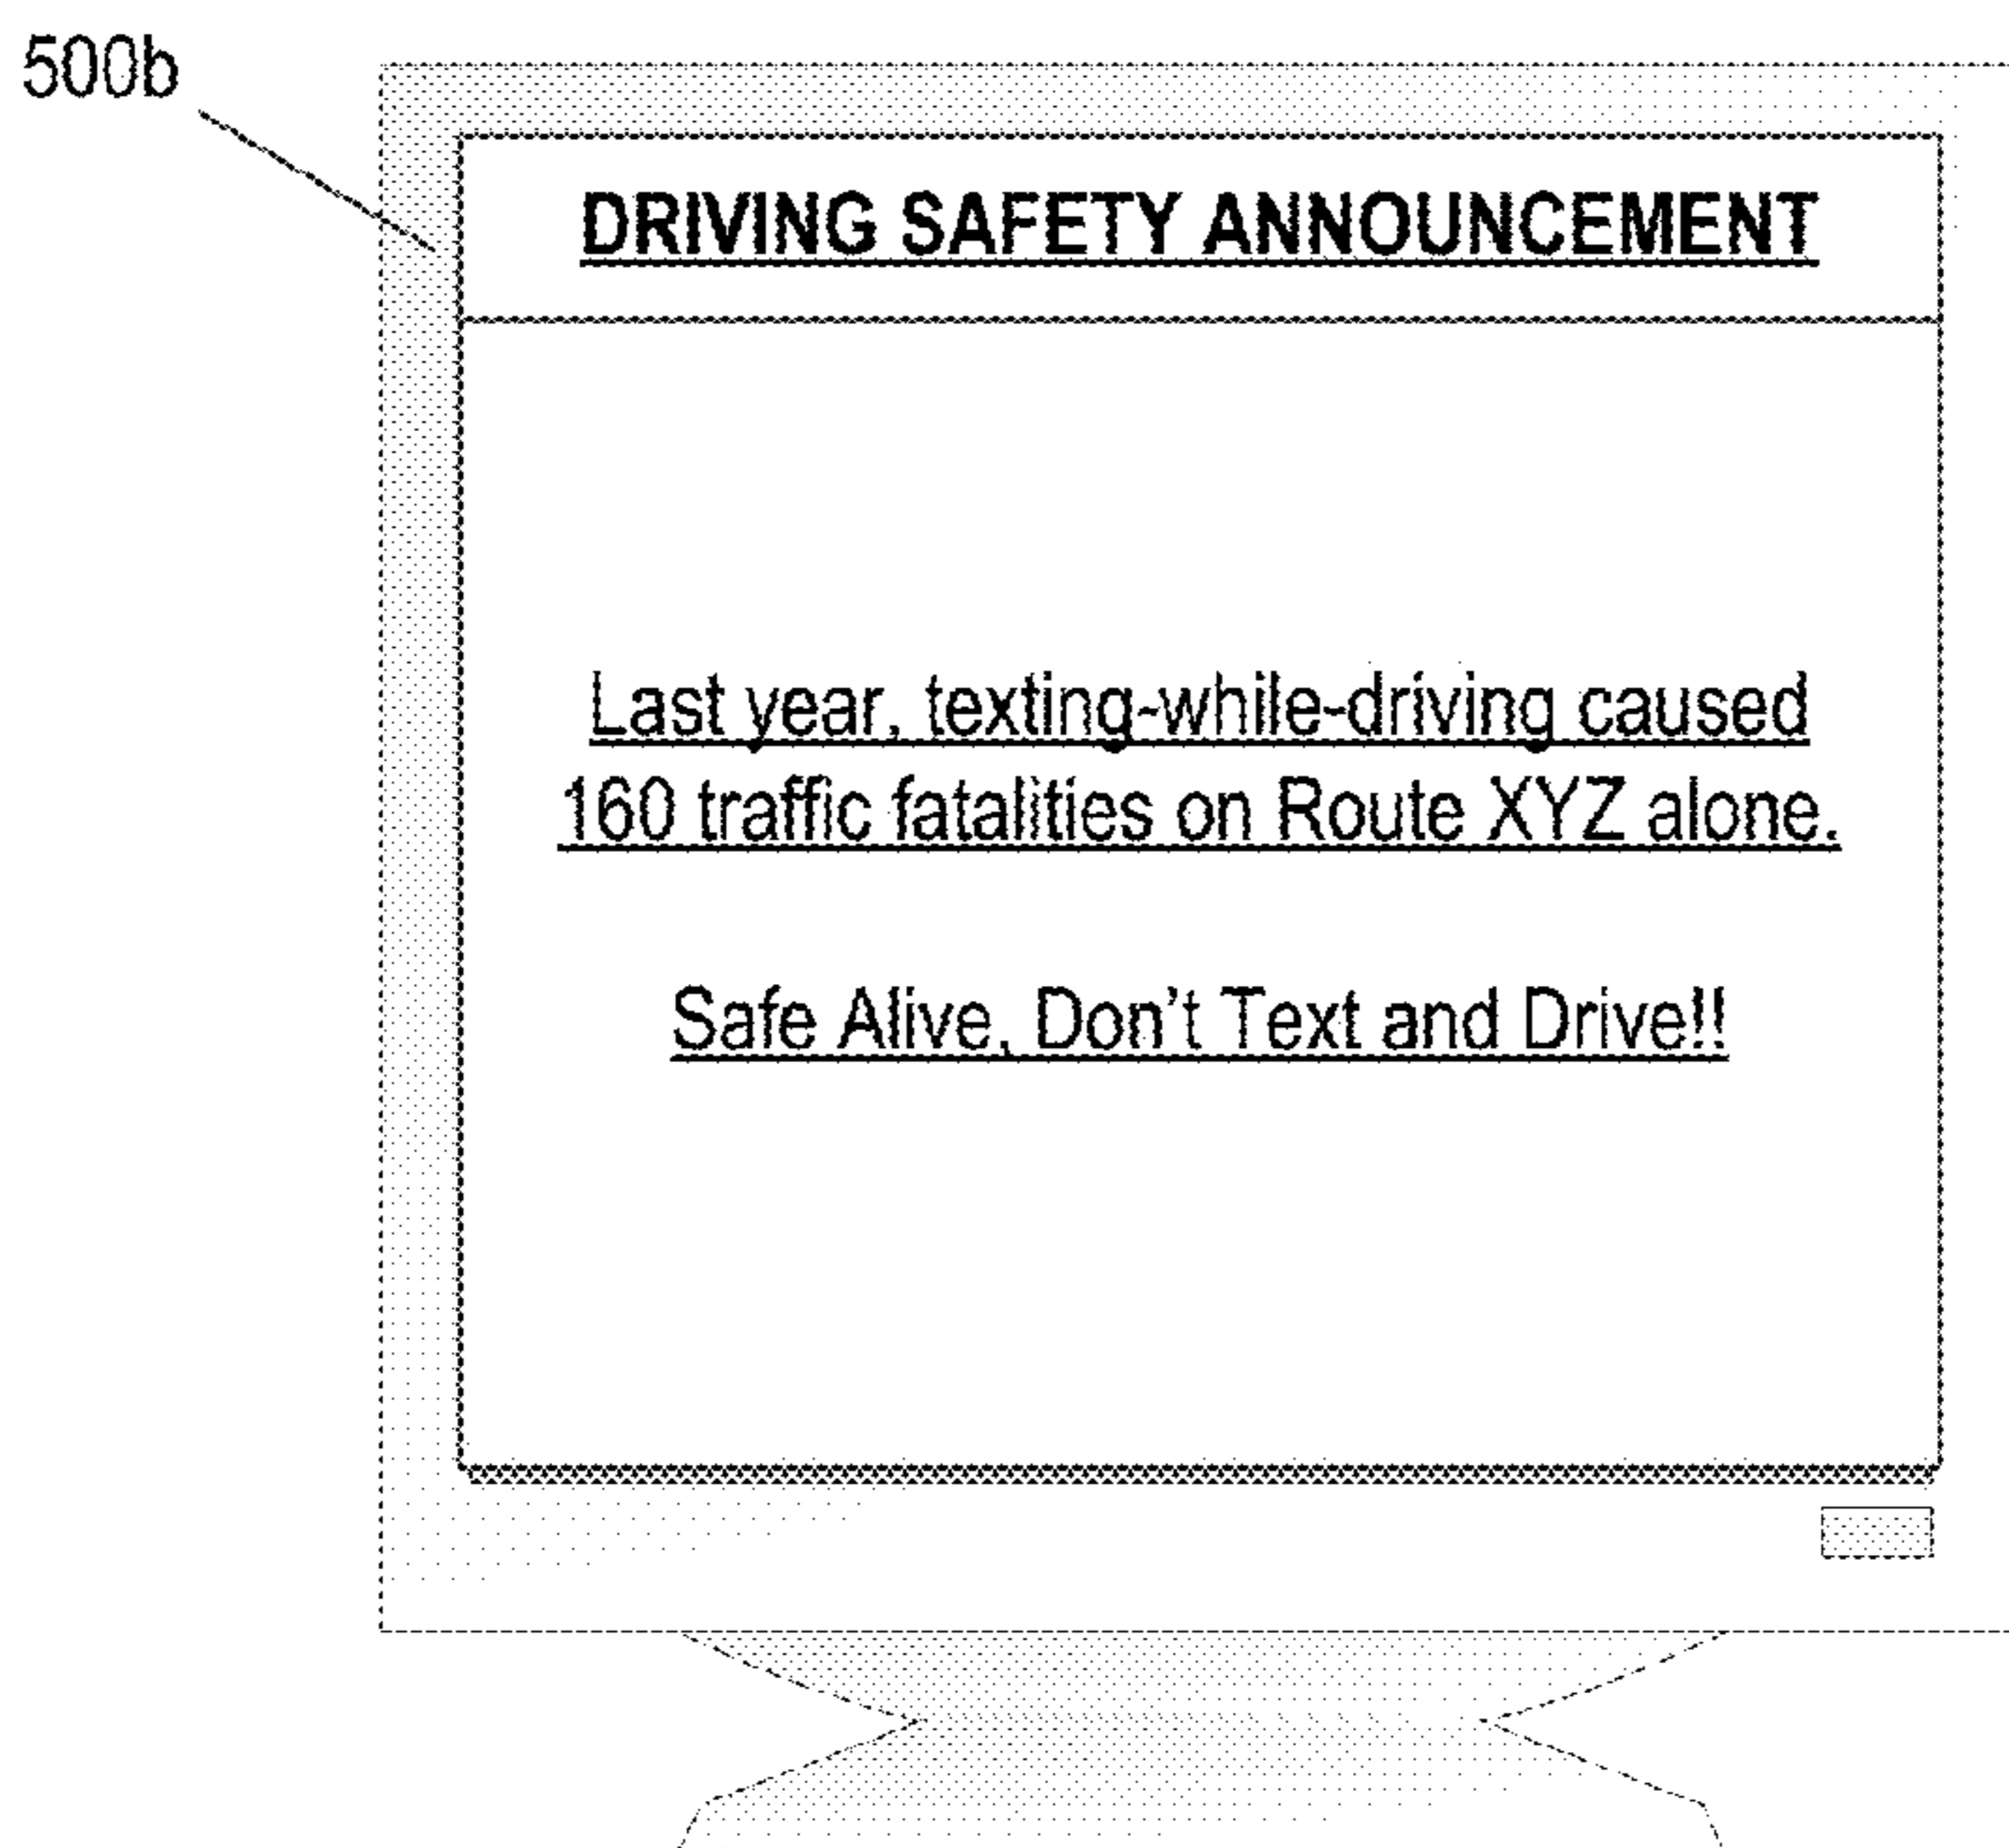 500b
DRIVING SAFETY ANNOUNCEMENT
Last year, texting-while-driving caused
160 traffic fatalities on Route XYZ alone.
Safe Alive, Don't Text and Drive!!